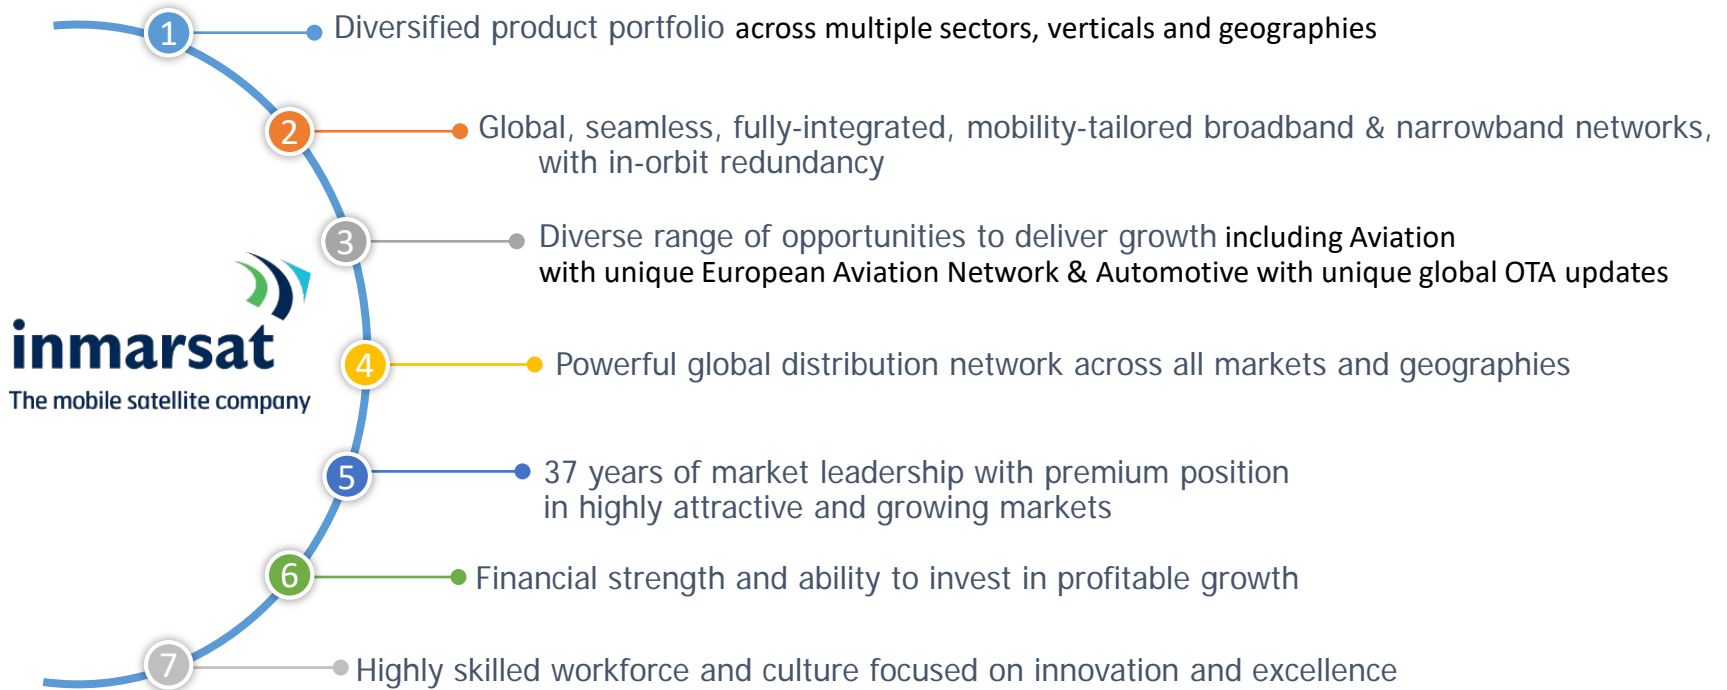 1 Diversified product portfolio across multiple sectors, verticals and geographies
2 Global, seamless, fully-integrated, mobility-tailored broadband & narrowband networks,
with in-orbit redundancy
3 Diverse range of opportunities to deliver growth including Aviation
with unique European Aviation Network & Automotive with unique global OTA updates
inmarsat
The mobile satellite company
4 Powerful global distribution network across all markets and geographies
5 37 years of market leadership with premium position
in highly attractive and growing markets
6 Financial strength and ability to invest in profitable growth
7 Highly skilled workforce and culture focused on innovation and excellence